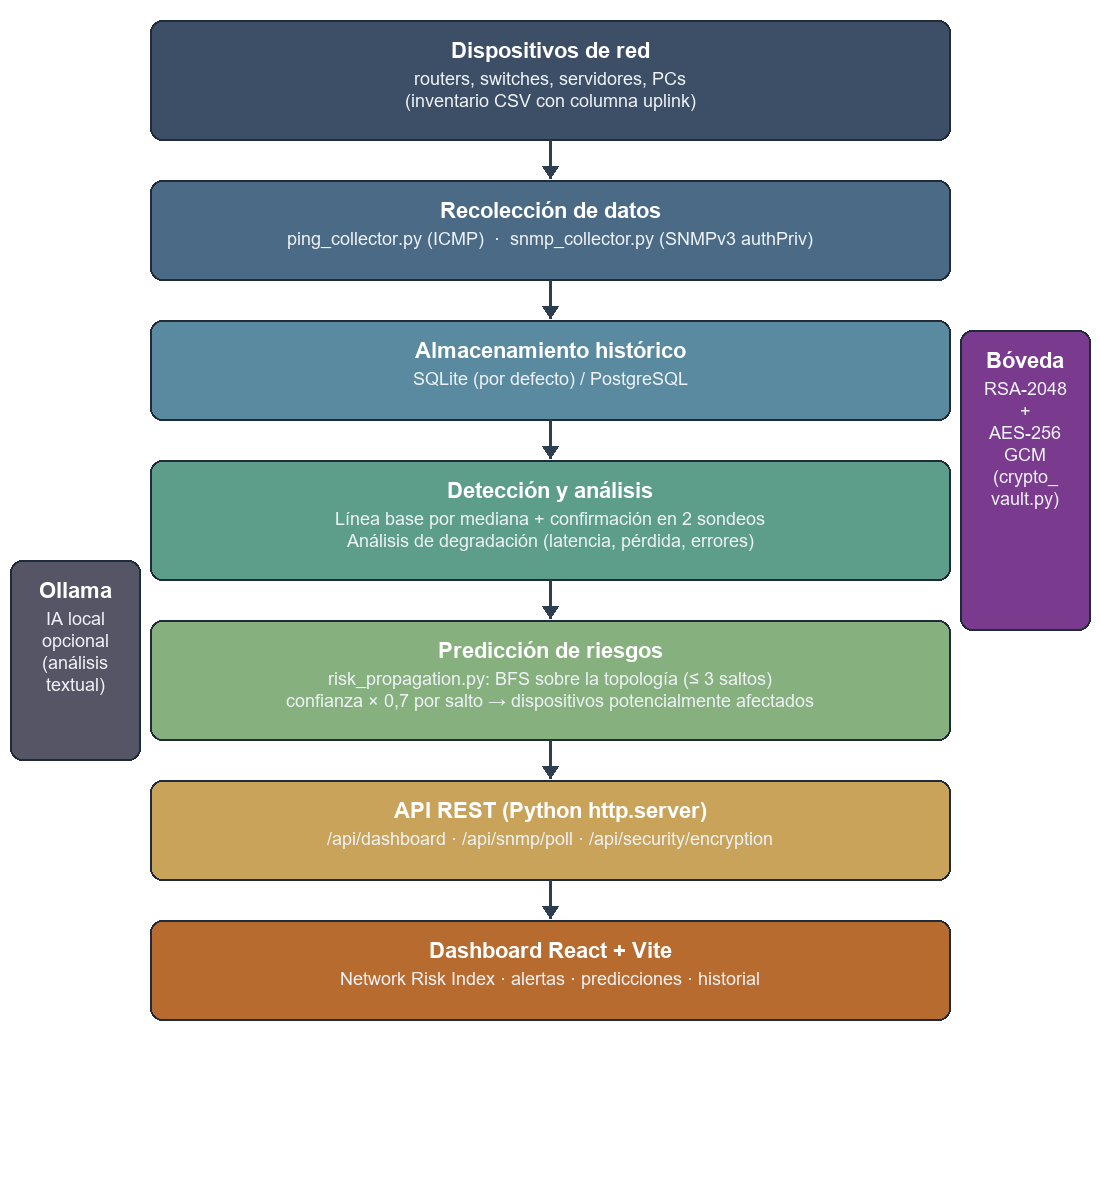 Dispositivos de red
routers, switches, servidores, PCs
(inventario CSV con columna uplink)
Recolección de datos
ping_collector.py (ICMP) · snmp_collector.py (SNMPv3 authPriv)
Almacenamiento histórico
SQLite (por defecto) / PostgreSQL
Bóveda
RSA-2048
+
AES-256
GCM
(crypto_
vault.py)
Detección y análisis
Línea base por mediana + confirmación en 2 sondeos
Análisis de degradación (latencia, pérdida, errores)
Ollama
IA local
opcional
(análisis
textual)
Predicción de riesgos
risk_propagation.py: BFS sobre la topología (≤ 3 saltos)
confianza × 0,7 por salto → dispositivos potencialmente afectados
API REST (Python http.server)
/api/dashboard · /api/snmp/poll · /api/security/encryption
Dashboard React + Vite
Network Risk Index · alertas · predicciones · historial